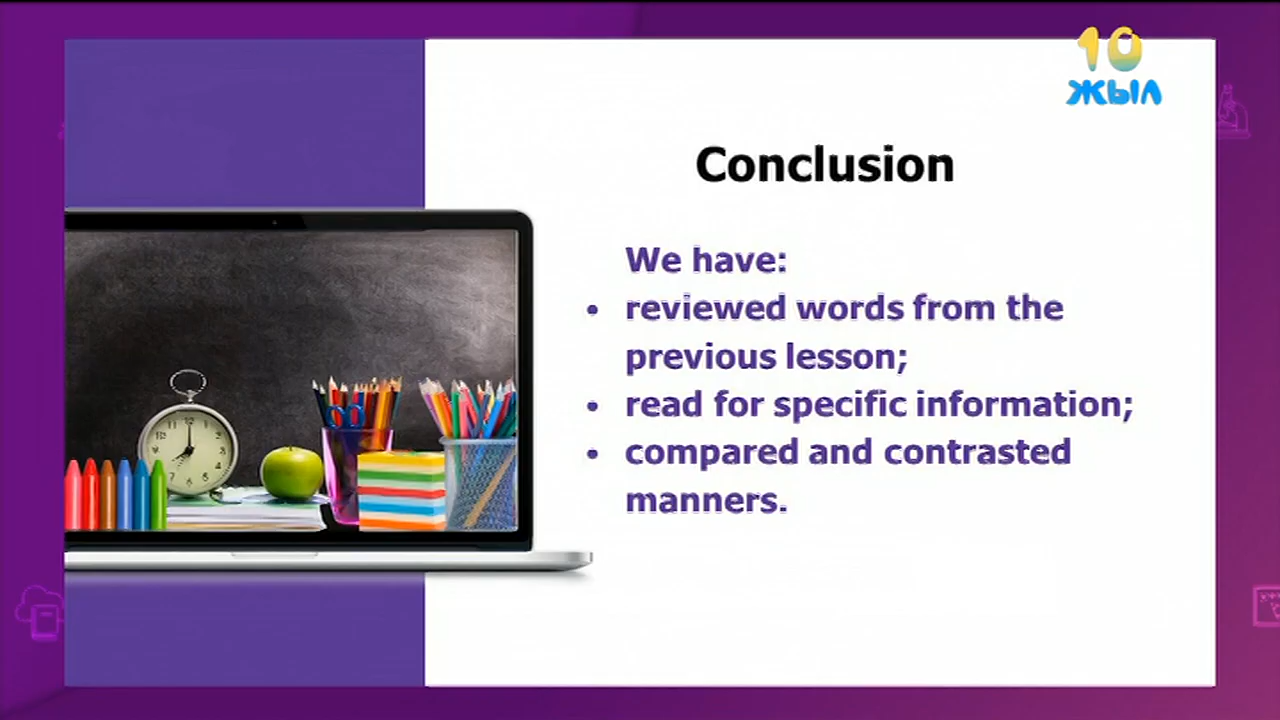 10
жыл
Conclusion
We have:
• reviewed words from the
previous lesson;
• read for specific information;
• compared and contrasted
manners.